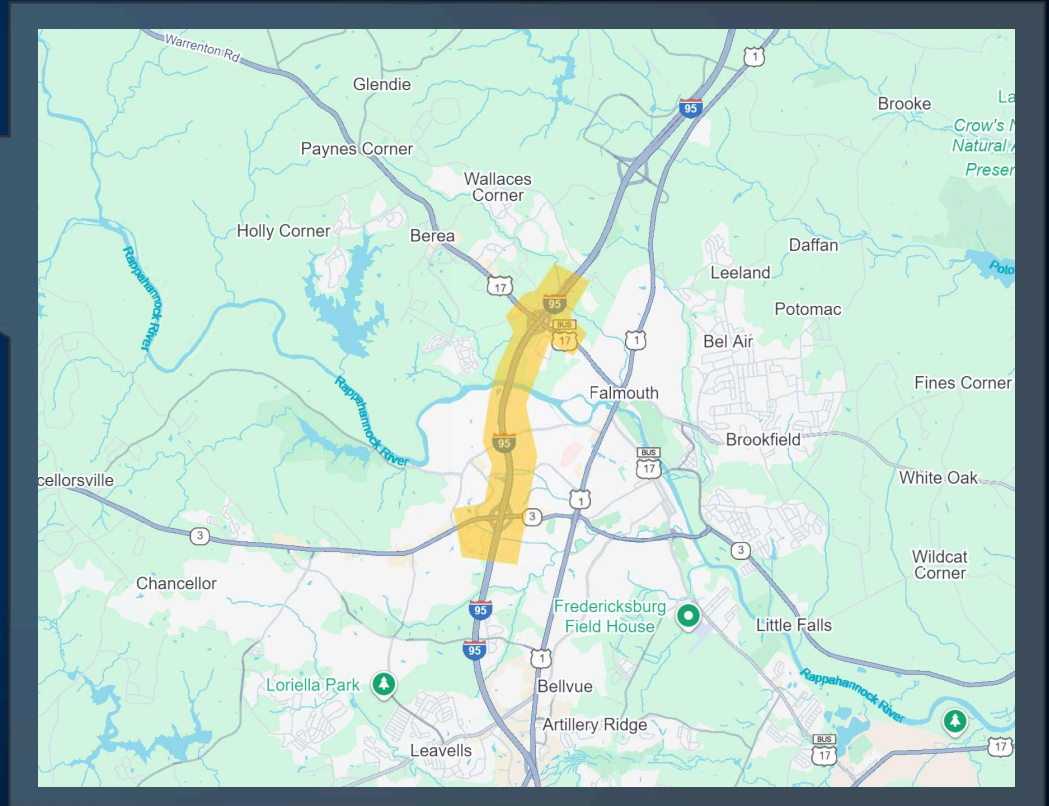 Warrenton Rd
1
Glendie
95
Brooke
La
Crow's N
Natural A
Preser
Paynes Corner
Wallaces
Corner
Holly Corner
Berea
Daffan
Rappahannock River
Leeland
Poto
17
95
Potomac
BUS
17
1
Bel Air
Rappahannock River
Falmouth
Fines Corner
95
Brookfield
BUS
17
cellorsville
White Oak
1
3
3
3
Wildcat
Corner
Chancellor
95
Fredericksburg
Field House
Little Falls
95
1
Loriella Park
Bellvue
Rappahannock River
Artillery Ridge
Leavells
BUS
17
17